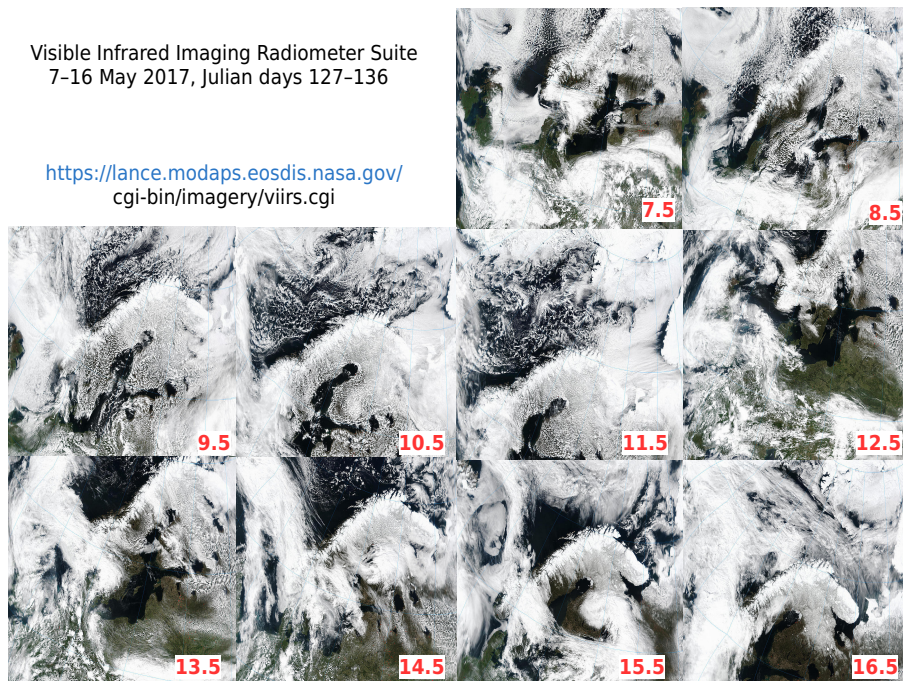 Visible Infrared Imaging Radiometer Suite
7–16 May 2017, Julian days 127–136
https://lance.modaps.eosdis.nasa.gov/
cgi-bin/imagery/viirs.cgi
7.5
8.5
9.5
10.5
11.5
12.5
13.5
14.5
15.5
16.5